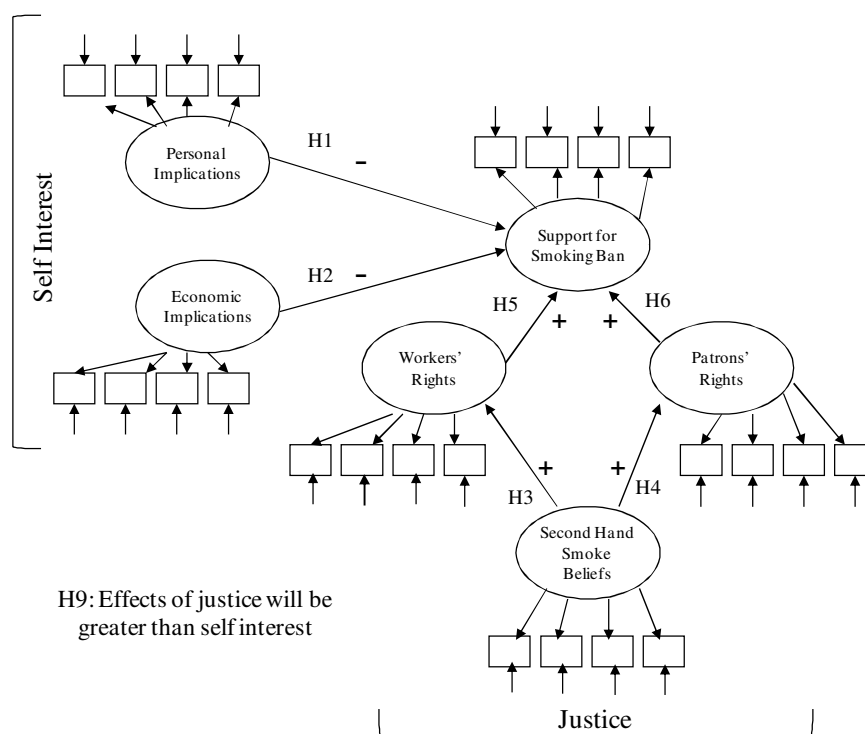 H1
–
Personal
Implications
Support for
Smoking Ban
Self Interest
H2
–
Economic
Implications
H5
+
H6
+
Workers'
Rights
Patrons'
Rights
+
H3
+
H4
Second Hand
Smoke
Beliefs
H9: Effects of justice will be
greater than self interest
Justice